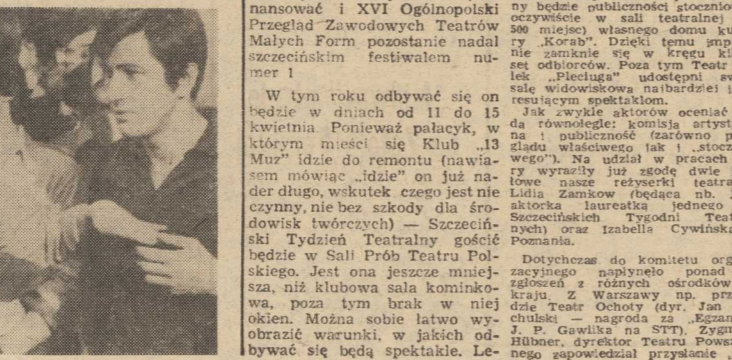 nansować i XVI Ogólnopolski
Przegląd Zawodowych Teatrów
Małych Form pozostanie nadal
szczecińskim festiwalem nu-
mer 1
W tym roku odbywać się on
będzie w dniach od 11 do 15
kwietnia. Ponieważ pałacyk, w
którym mieści się Klub „13
Muz” idzie do remontu (nawia-
sem mówiąc „idzie” on już na-
der długo, wskutek czego jest nie
czynny, nie bez szkody dla śro-
dowisk twórczych) — Szczeciń-
ski Tydzień Teatralny gościć
będzie w Sali Prób Teatru Pol-
skiego. Jest ona jeszcze mniej-
sza, niż klubowa sala kominko-
wa, poza tym brak w niej
okien. Można sobie łatwo wy-
obrazić warunki, w jakich od-
bywać się będą spektakle. Le-
ny będzie publiczności stoczniow
oczywiście w sali teatralnej
500 miejsc) własnego domu ku
ry „Korab”. Dzięki temu imp
nie zamknie się w kręgu ki
set odbiorców. Poza tym Teatr
lek „Pleciuga” udostępni sw
salę widowiskową najbardziej i
resującym spektaklom.
Jak zwykle aktorów oceniać
dą równolegle: komisja artyst
na i publiczność (zarówno p
glądu właściwego jak i „stocz
wego”). Na udział w pracach
ry wyraziły już zgodę dwie
łowe nasze reżyserki teatra
Lidia Zamkow (będąca nb.
aktorka laureatką jednego
Szczecińskich Tygodni Teat
nych) oraz Izabella Cywińska
Poznania.
Dotychczas do komitetu org
zacyjnego napłynęło ponad
zgłoszeń z różnych ośrodków
kraju. Z Warszawy np. prz
dzie Teatr Ochoty (dyr. Jan
chulski — nagroda za „Egzan
J. P. Gawlika na STT). Zygm
Hübner, dyrektor Teatru Powsz
nego zapowiedział przysłanie